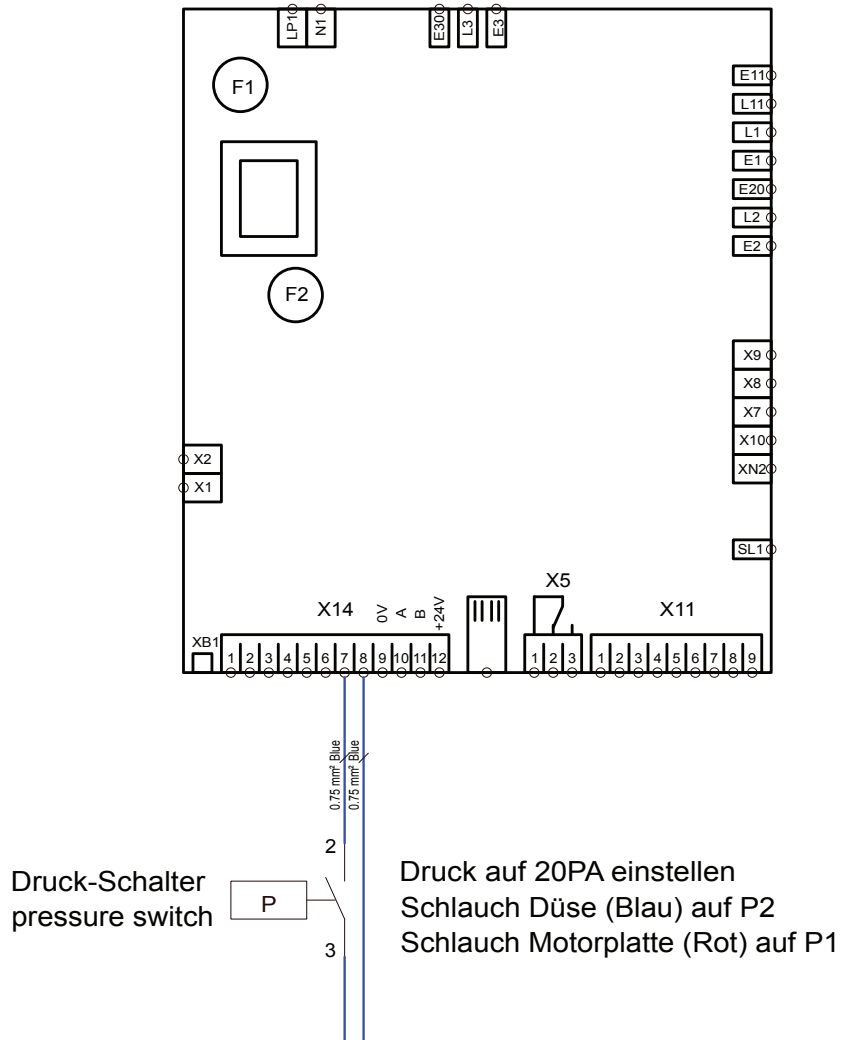 LP1 N1 E30 L3 E3
F1
E11
L11
L1
E1
E20
L2
E2
F2
X9
X8
X7
X10
XN2
X2
X1
SL1
X5
X14 0V A B +24V X11
XB1
1 2 3 4 5 6 7 8 9 10 11 12 1 2 3 1 2 3 4 5 6 7 8 9
0.75 mm² Blue
0.75 mm² Blue
2
Druck-Schalter
pressure switch
P
3
Druck auf 20PA einstellen
Schlauch Düse (Blau) auf P2
Schlauch Motorplatte (Rot) auf P1